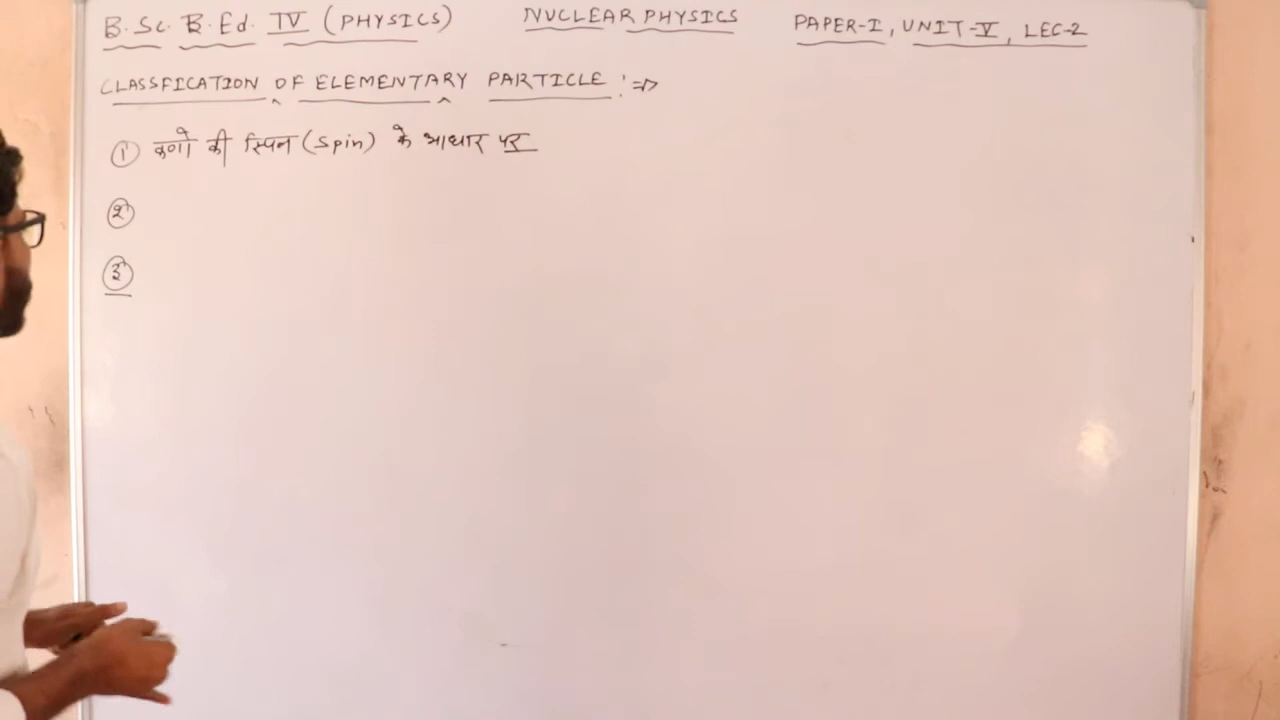 B.Sc. B.Ed. IV (PHYSICS) NUCLEAR PHYSICS PAPER-I, UNIT-V, LEC-2
CLASSFICATION OF ELEMENTARY PARTICLE :⇒
① कणो की स्पिन (Spin) के आधार पर
②
③